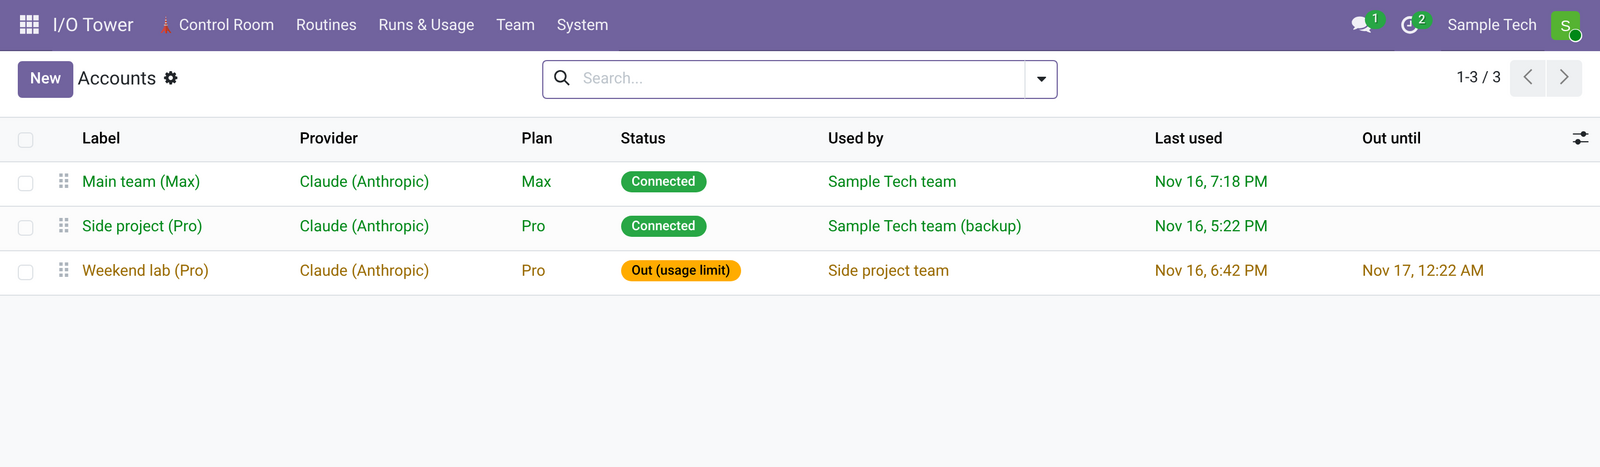 I/O Tower Control Room Routines Runs & Usage Team System 1 2 Sample Tech S
New Accounts Search... 1-3 / 3
Label Provider Plan Status Used by Last used Out until
Main team (Max) Claude (Anthropic) Max Connected Sample Tech team Nov 16, 7:18 PM
Side project (Pro) Claude (Anthropic) Pro Connected Sample Tech team (backup) Nov 16, 5:22 PM
Weekend lab (Pro) Claude (Anthropic) Pro Out (usage limit) Side project team Nov 16, 6:42 PM Nov 17, 12:22 AM